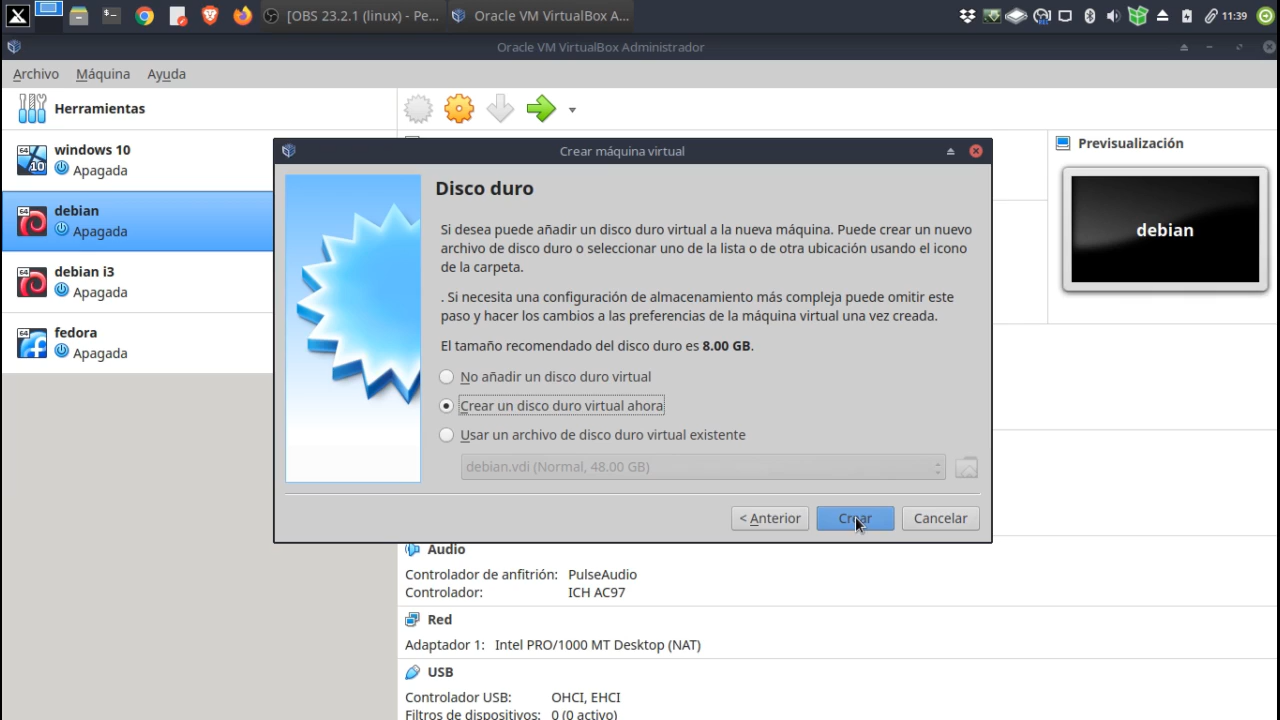 [OBS 23.2.1 (linux) - Pe...
Oracle VM VirtualBox A...
11:39
Oracle VM VirtualBox Administrador
Archivo Máquina Ayuda
Herramientas
64
10
windows 10
Apagada
64
debian
Apagada
64
debian i3
Apagada
64
fedora
Apagada
Previsualización
debian
Crear máquina virtual
Disco duro
Si desea puede añadir un disco duro virtual a la nueva máquina. Puede crear un nuevo
archivo de disco duro o seleccionar uno de la lista o de otra ubicación usando el icono
de la carpeta.
. Si necesita una configuración de almacenamiento más compleja puede omitir este
paso y hacer los cambios a las preferencias de la máquina virtual una vez creada.
El tamaño recomendado del disco duro es 8.00 GB.
No añadir un disco duro virtual
Crear un disco duro virtual ahora
Usar un archivo de disco duro virtual existente
debian.vdi (Normal, 48.00 GB)
< Anterior Crear Cancelar
Audio
Controlador de anfitrión: PulseAudio
Controlador: ICH AC97
Red
Adaptador 1: Intel PRO/1000 MT Desktop (NAT)
USB
Controlador USB: OHCI, EHCI
Filtros de dispositivos: 0 (0 activo)